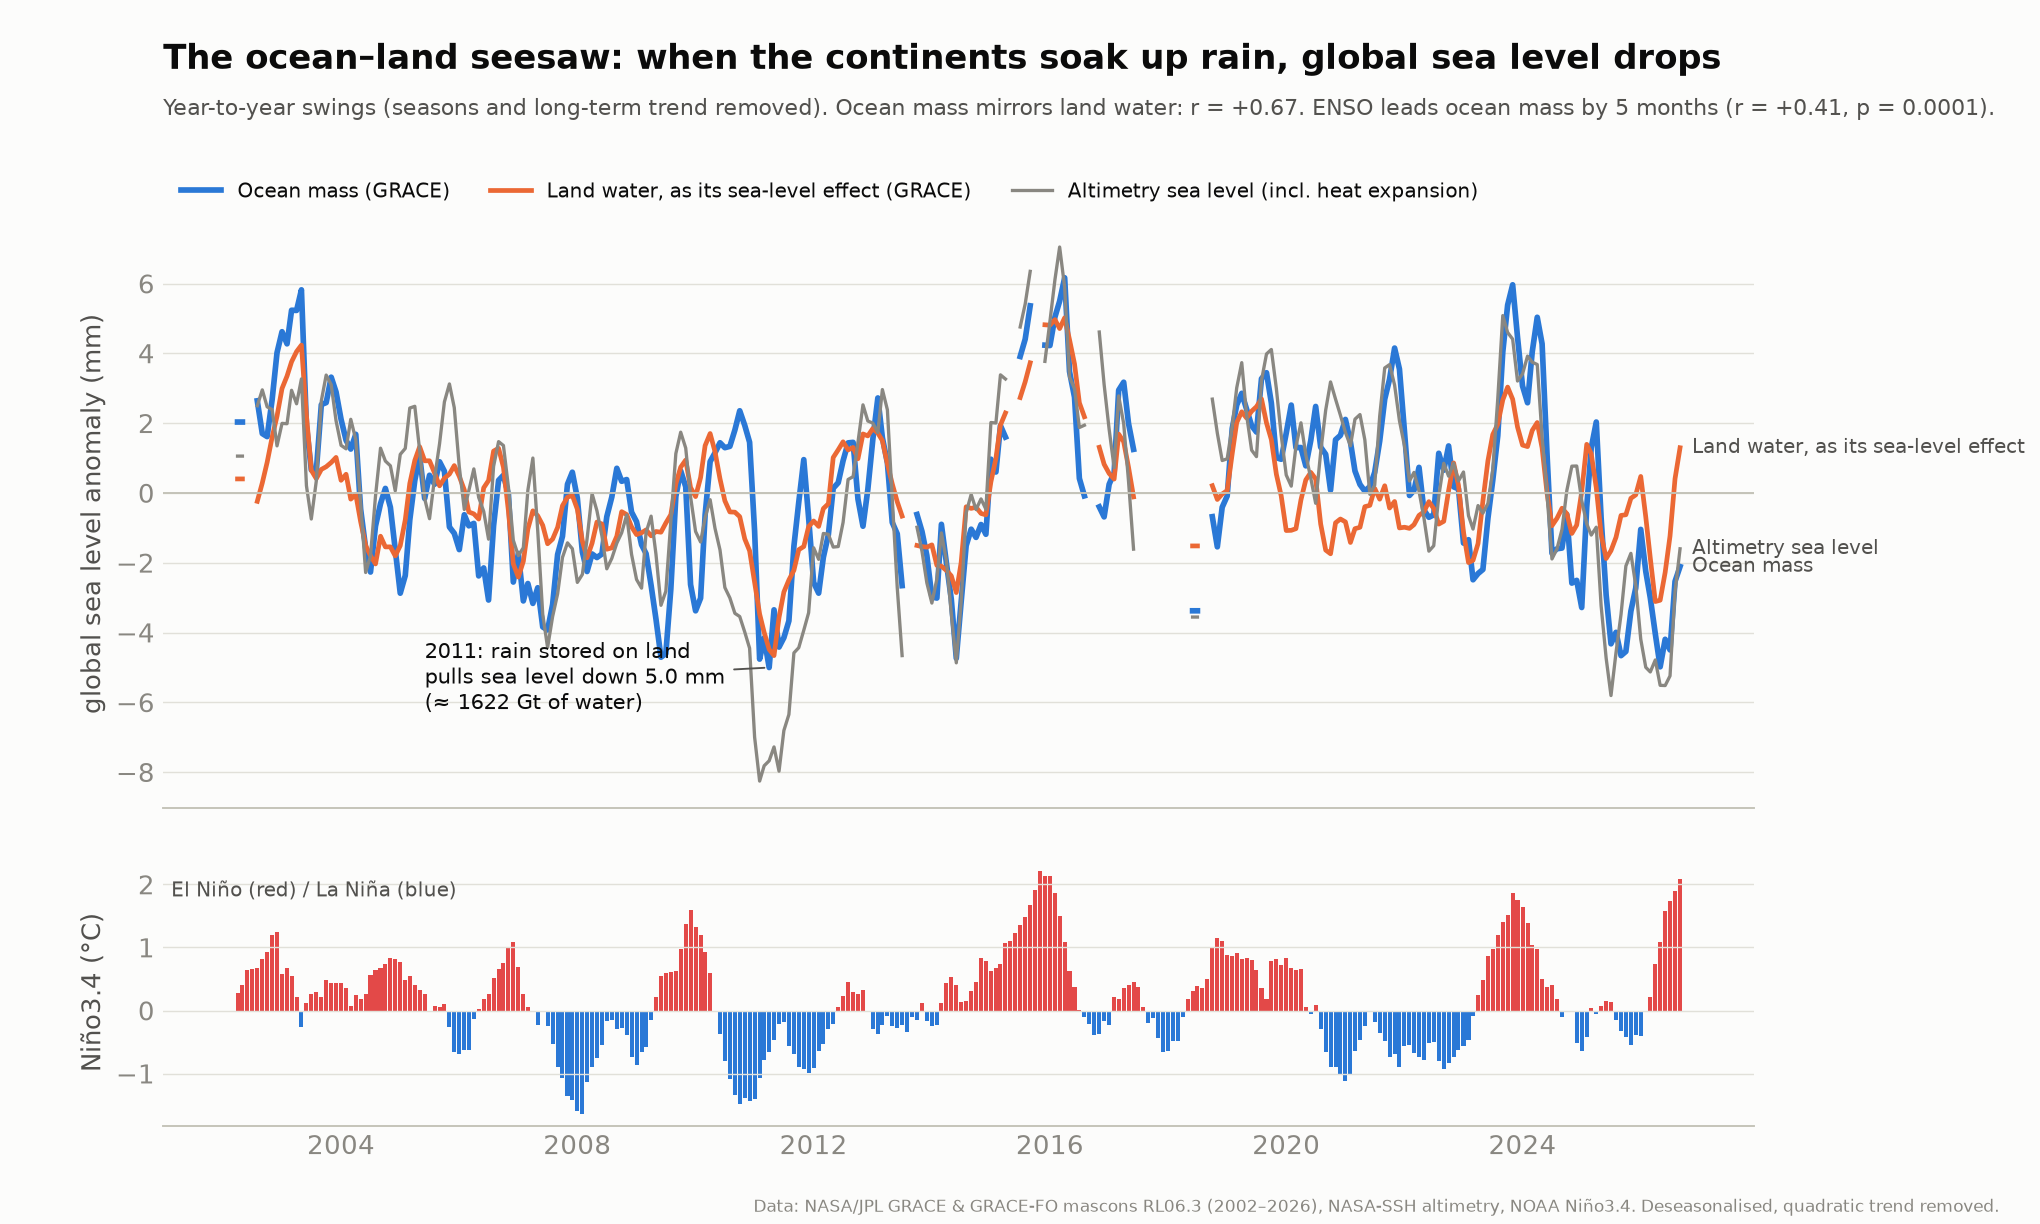 The ocean–land seesaw: when the continents soak up rain, global sea level drops
Year-to-year swings (seasons and long-term trend removed). Ocean mass mirrors land water: r = +0.67. ENSO leads ocean mass by 5 months (r = +0.41, p = 0.0001).
Ocean mass (GRACE)
Land water, as its sea-level effect (GRACE)
Altimetry sea level (incl. heat expansion)
global sea level anomaly (mm)
6
4
2
0
−2
−4
−6
−8
2011: rain stored on land
pulls sea level down 5.0 mm
(≈ 1622 Gt of water)
Land water, as its sea-level effect
Altimetry sea level
Ocean mass
El Niño (red) / La Niña (blue)
Niño3.4 (°C)
2
1
0
−1
2004
2008
2012
2016
2020
2024
Data: NASA/JPL GRACE & GRACE-FO mascons RL06.3 (2002–2026), NASA-SSH altimetry, NOAA Niño3.4. Deseasonalised, quadratic trend removed.